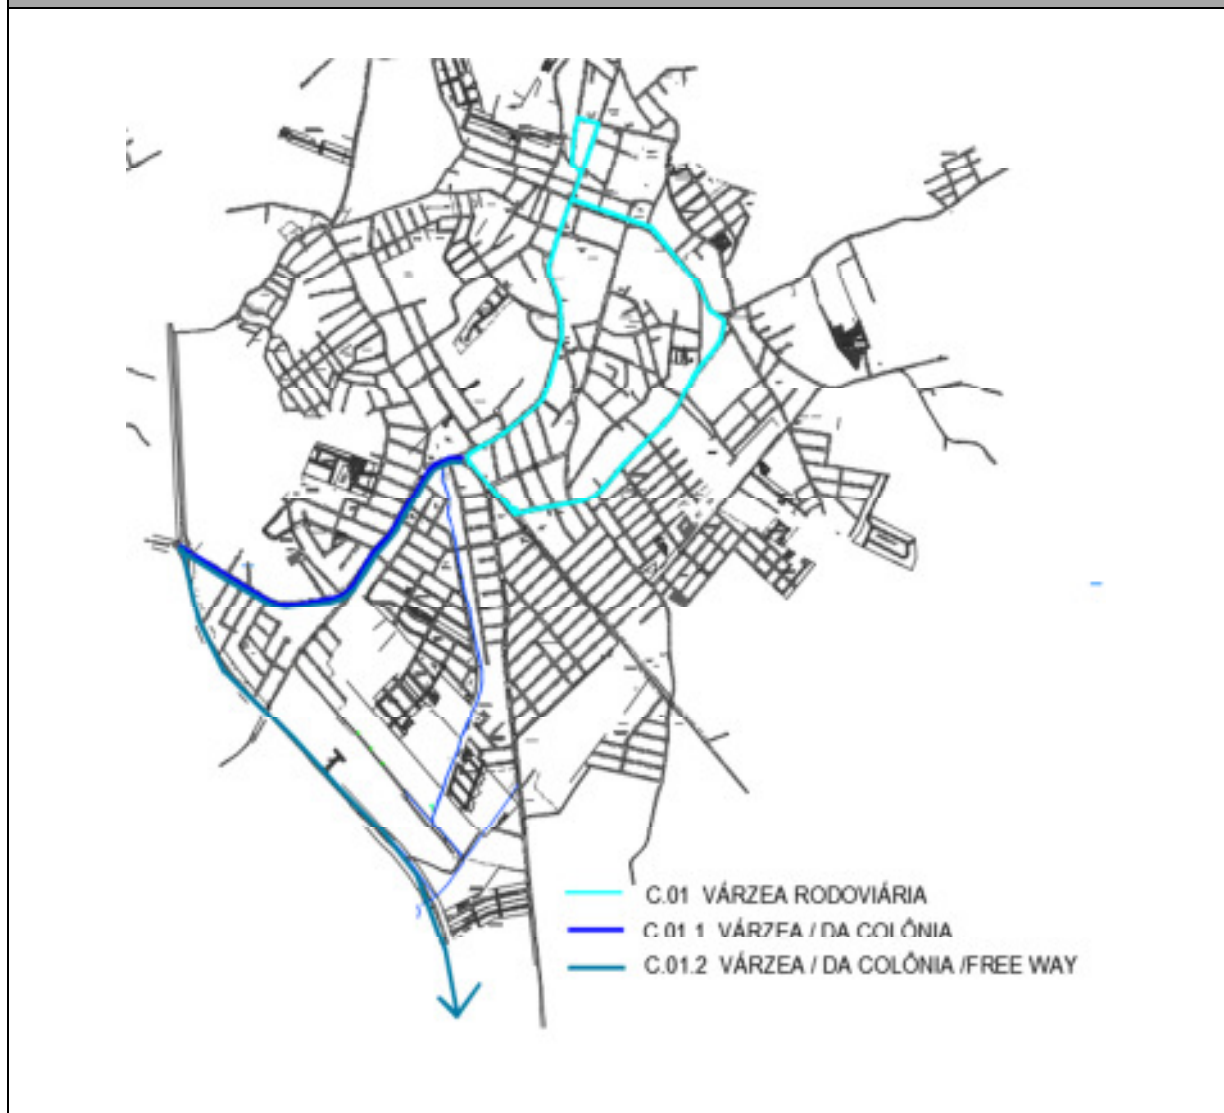 C.01 VÁRZEA RODOVIÁRIA
C.01.1 VÁRZEA / DA COLÔNIA
C.01.2 VÁRZEA / DA COLÔNIA /FREE WAY